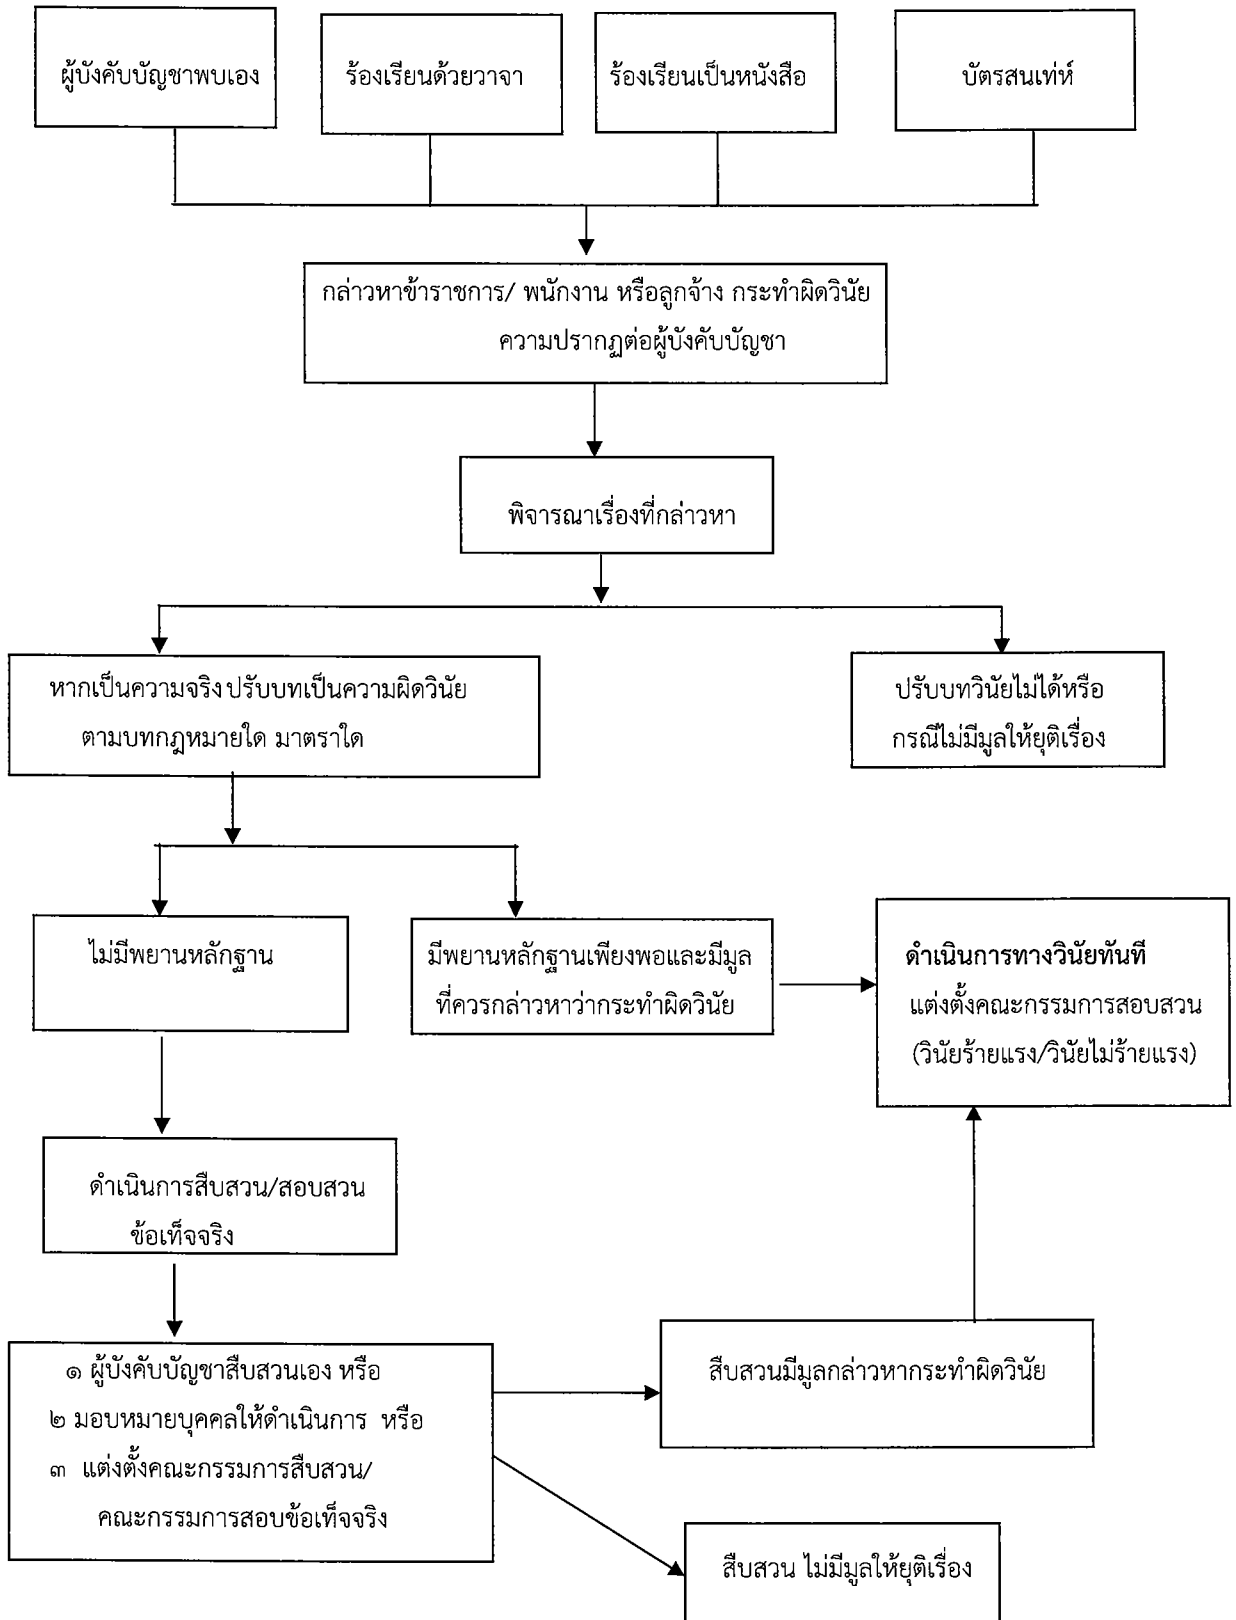 ผู้บังคับบัญชาพบเอง
ร้องเรียนด้วยวาจา
ร้องเรียนเป็นหนังสือ
บัตรสนเท่ห์
กล่าวหาข้าราชการ/ พนักงาน หรือลูกจ้าง กระทำผิดวินัย
ความปรากฏต่อผู้บังคับบัญชา
พิจารณาเรื่องที่กล่าวหา
หากเป็นความจริง ปรับบทเป็นความผิดวินัย
ตามบทกฎหมายใด มาตราใด
ปรับบทวินัยไม่ได้หรือ
กรณีไม่มีมูลให้ยุติเรื่อง
ไม่มีพยานหลักฐาน
มีพยานหลักฐานเพียงพอและมีมูล
ที่ควรกล่าวหาว่ากระทำผิดวินัย
ดำเนินการทางวินัยทันที
แต่งตั้งคณะกรรมการสอบสวน
(วินัยร้ายแรง/วินัยไม่ร้ายแรง)
ดำเนินการสืบสวน/สอบสวน
ข้อเท็จจริง
๑ ผู้บังคับบัญชาสืบสวนเอง หรือ
๒ มอบหมายบุคคลให้ดำเนินการ หรือ
๓ แต่งตั้งคณะกรรมการสืบสวน/
คณะกรรมการสอบข้อเท็จจริง
สืบสวนมีมูลกล่าวหากระทำผิดวินัย
สืบสวน ไม่มีมูลให้ยุติเรื่อง